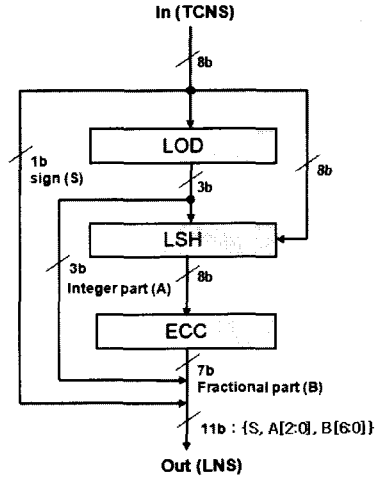 In (TCNS)
8b
LOD
1b
sign (S)
8b
3b
LSH
3b
Integer part (A)
8b
ECC
7b
Fractional part (B)
11b : {S, A[2:0], B[6:0]}
Out (LNS)